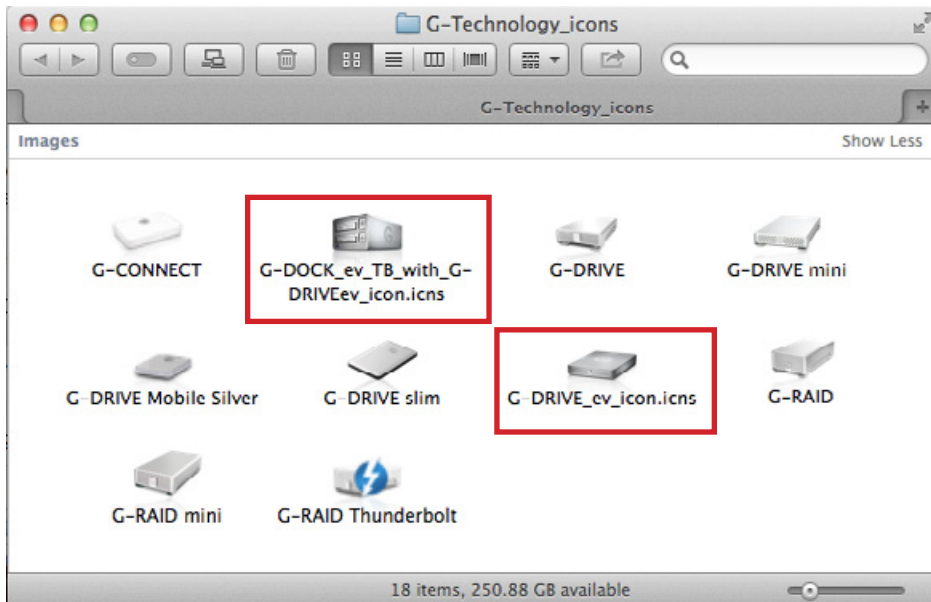 G-Technology_icons
G-Technology_icons
Images
Show Less
G-CONNECT
G-DOCK_ev_TB_with_G-
DRIVEev_icon.icns
G-DRIVE
G-DRIVE mini
G-DRIVE Mobile Silver
G-DRIVE slim
G-DRIVE_ev_icon.icns
G-RAID
G-RAID mini
G-RAID Thunderbolt
18 items, 250.88 GB available